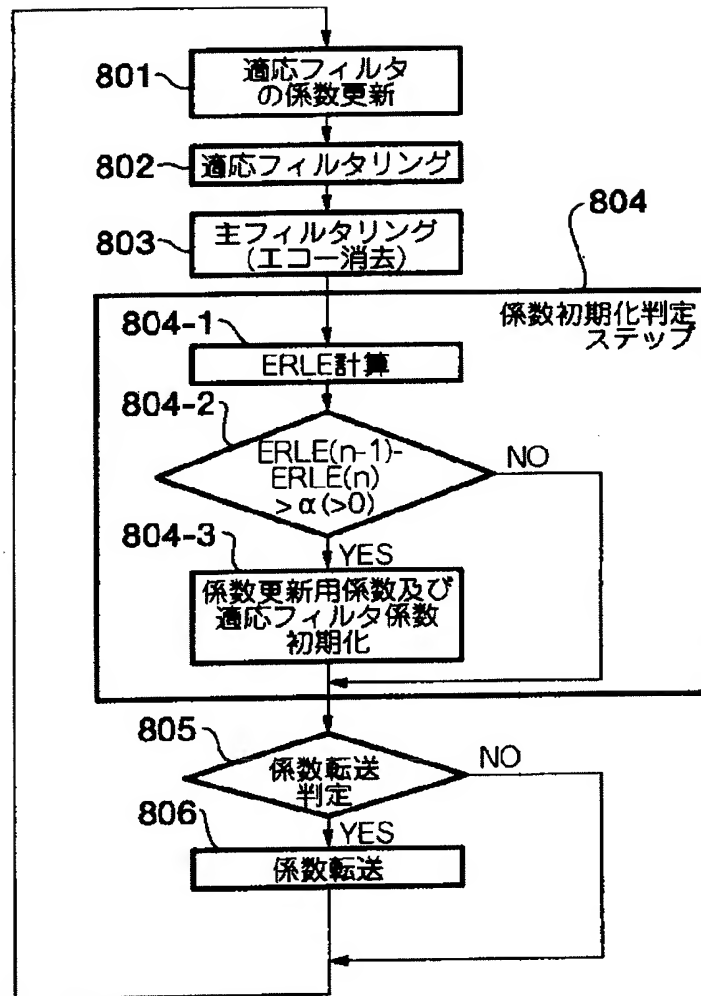 801
適応フィルタ
の係数更新
802
適応フィルタリング
803
主フィルタリング
(エコー消去)
804
係数初期化判定
ステップ
804-1
ERLE計算
804-2
ERLE(n-1)-
ERLE(n)
>α(>0)
NO
YES
804-3
係数更新用係数及び
適応フィルタ係数
初期化
805
係数転送
判定
NO
YES
806
係数転送